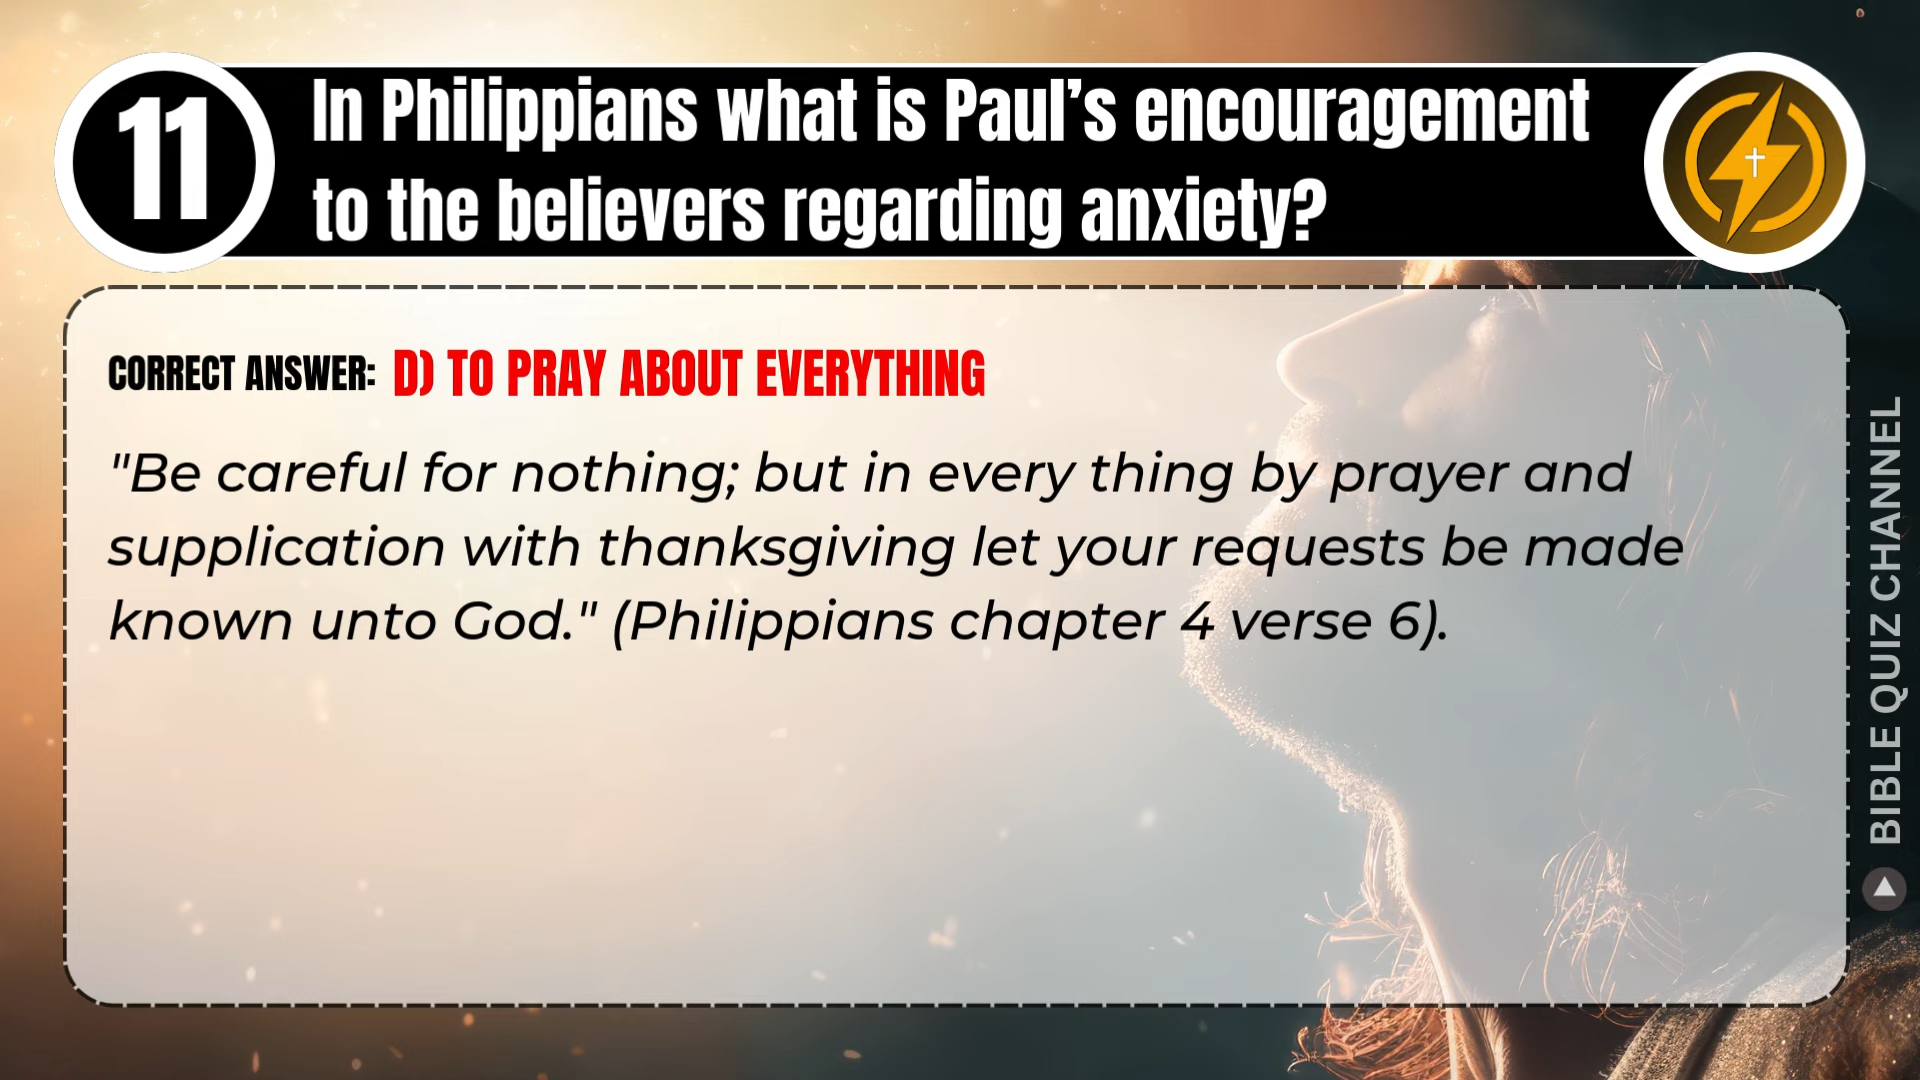 11
In Philippians what is Paul’s encouragement
to the believers regarding anxiety?
CORRECT ANSWER: D) TO PRAY ABOUT EVERYTHING
"Be careful for nothing; but in every thing by prayer and
supplication with thanksgiving let your requests be made
known unto God." (Philippians chapter 4 verse 6).
BIBLE QUIZ CHANNEL